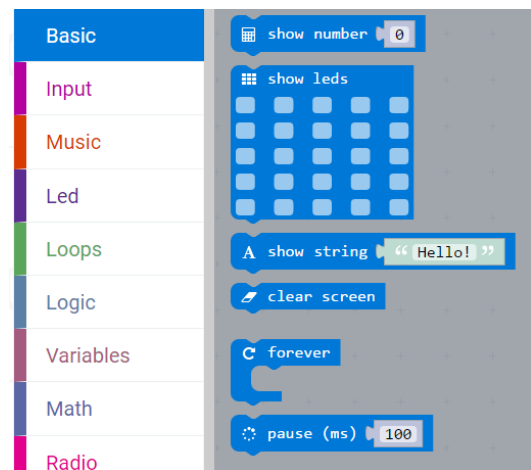 Basic
Input
Music
Led
Loops
Logic
Variables
Math
Radio
show number 0
show leds
A show string “ Hello! ”
clear screen
forever
pause (ms) 100